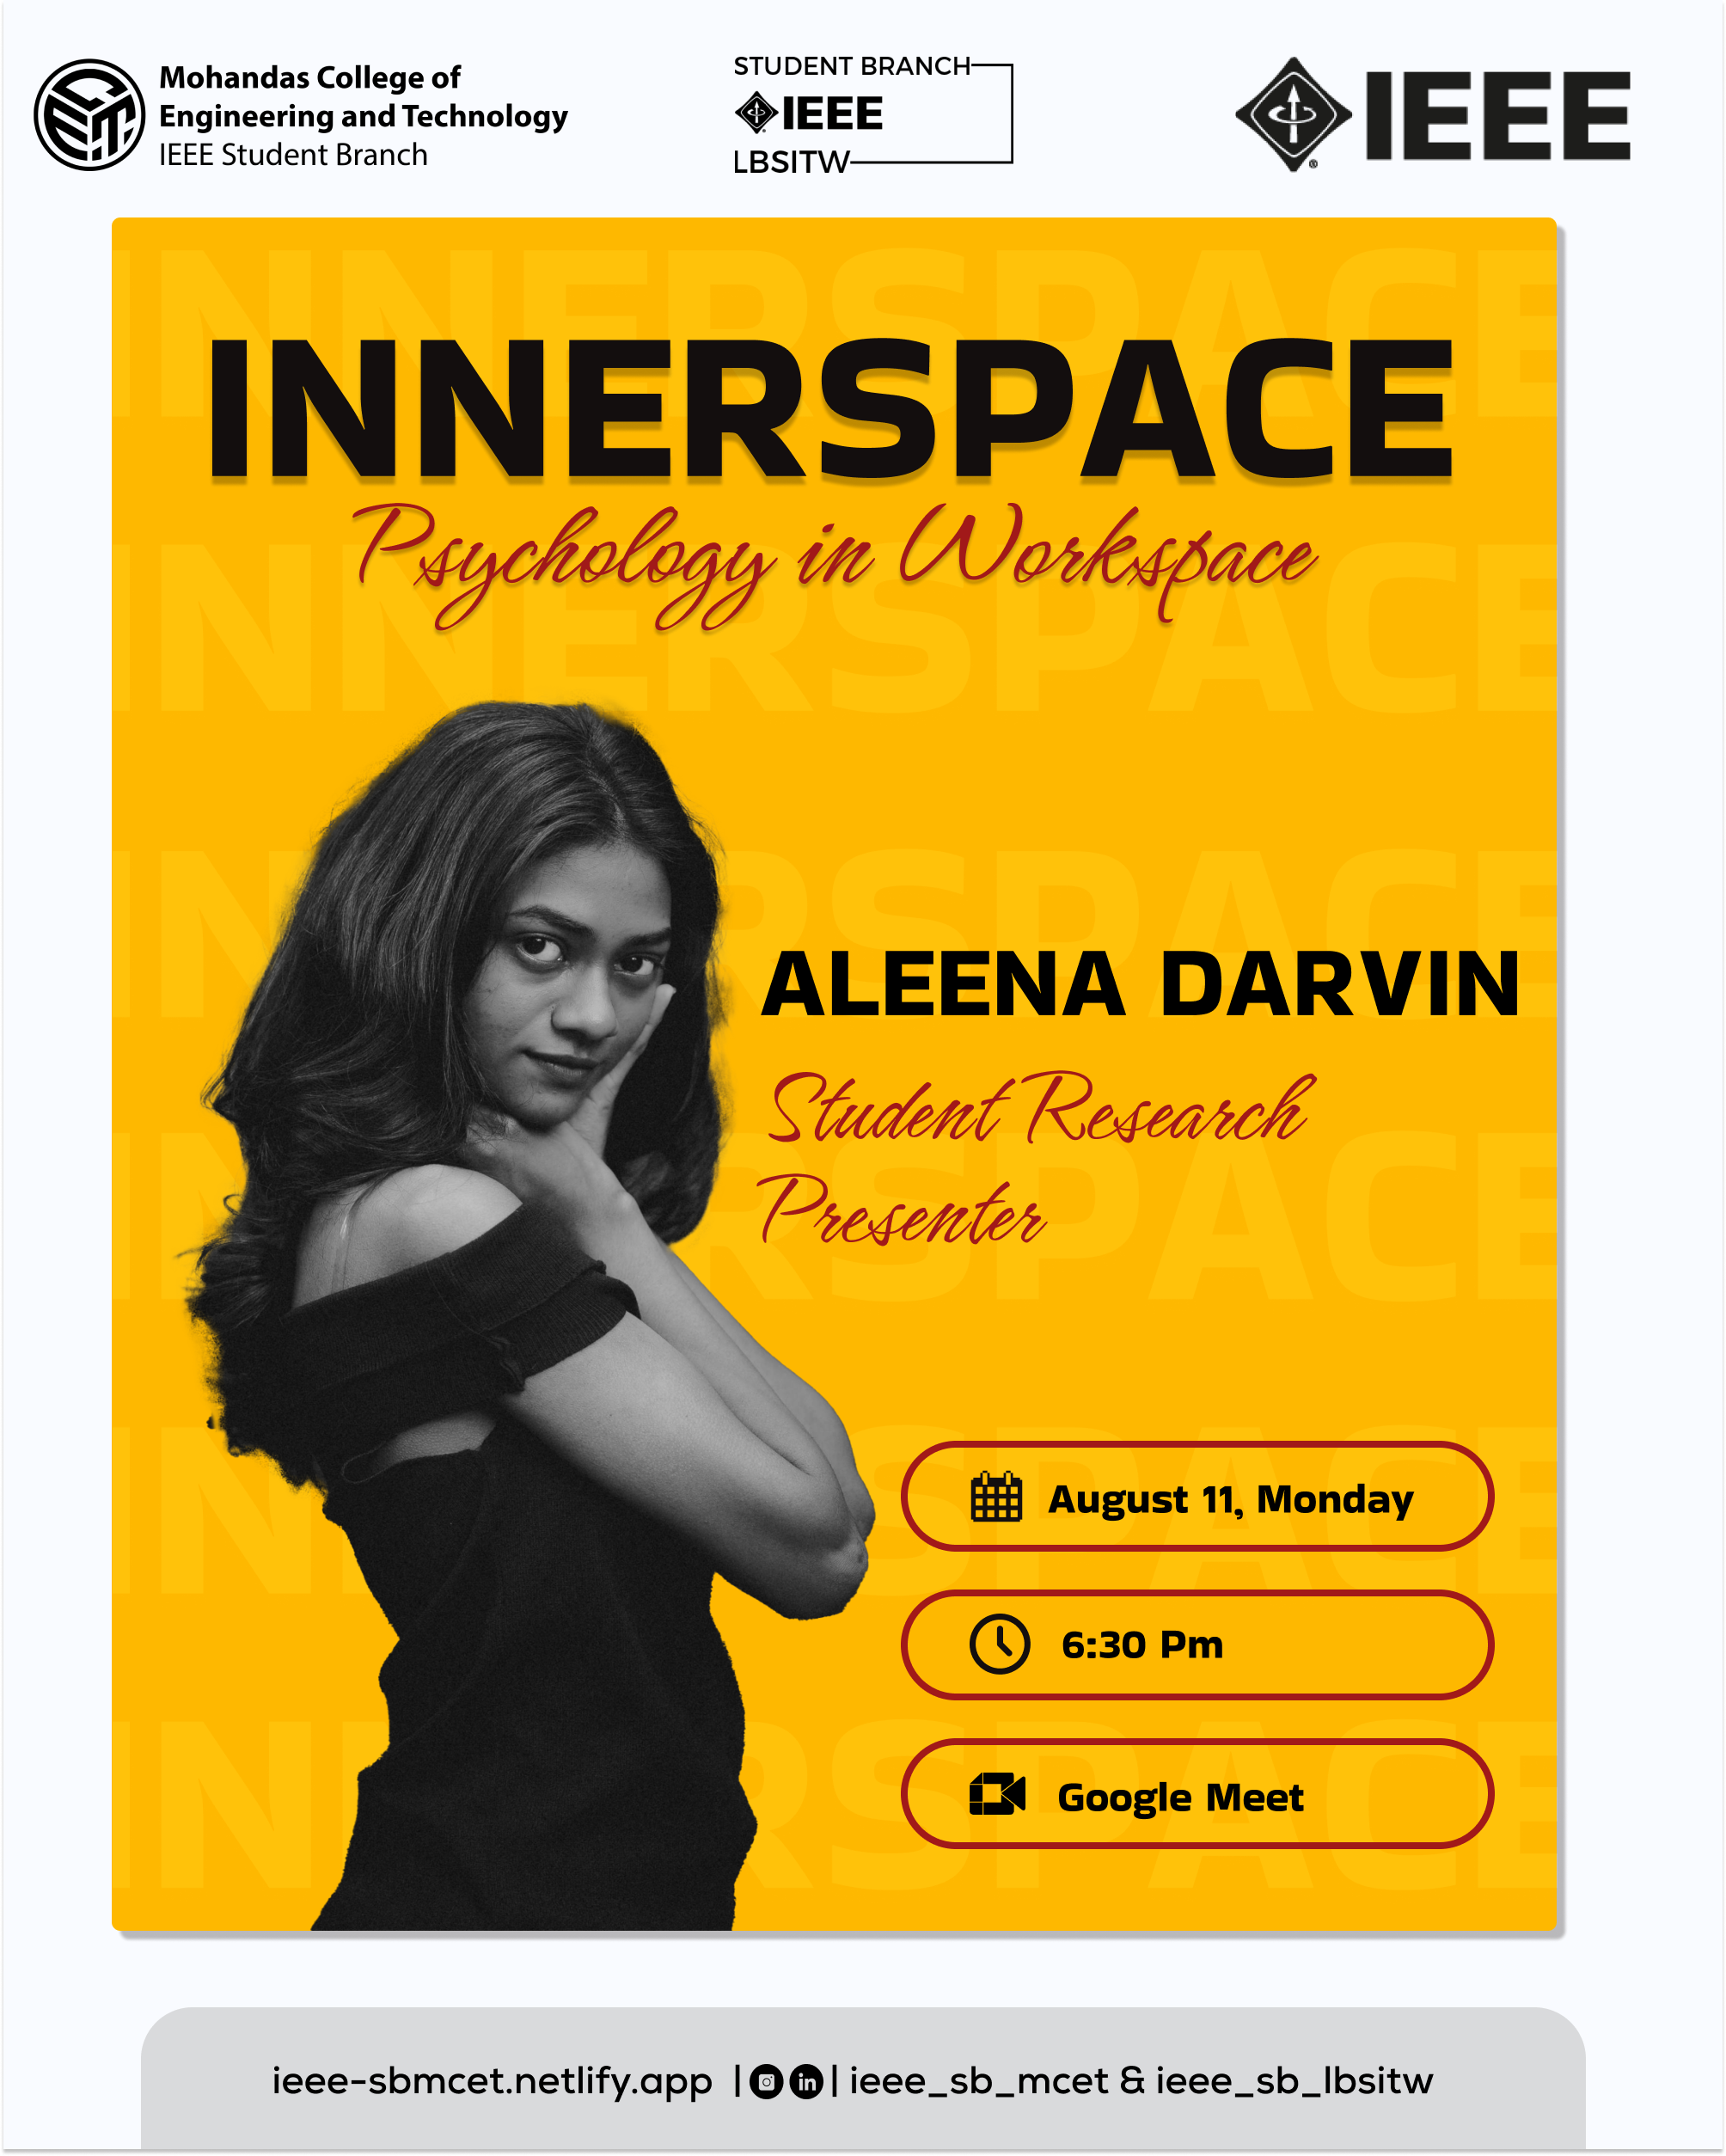 Mohandas College of
Engineering and Technology
IEEE Student Branch
STUDENT BRANCH
IEEE
LBSITW
IEEE
INNERSPACE
Psychology in Workspace
ALEENA DARVIN
Student Research
Presenter
August 11, Monday
6:30 Pm
Google Meet
ieee-sbmcet.netlify.app | | ieee_sb_mcet & ieee_sb_lbsitw